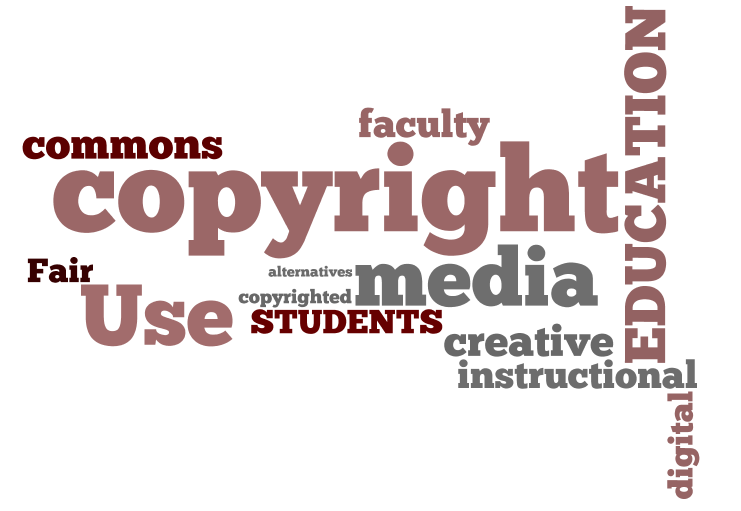 faculty
commons
copyright
EDUCATION
Fair
alternatives
media
copyrighted
Use
STUDENTS
creative
instructional
digital